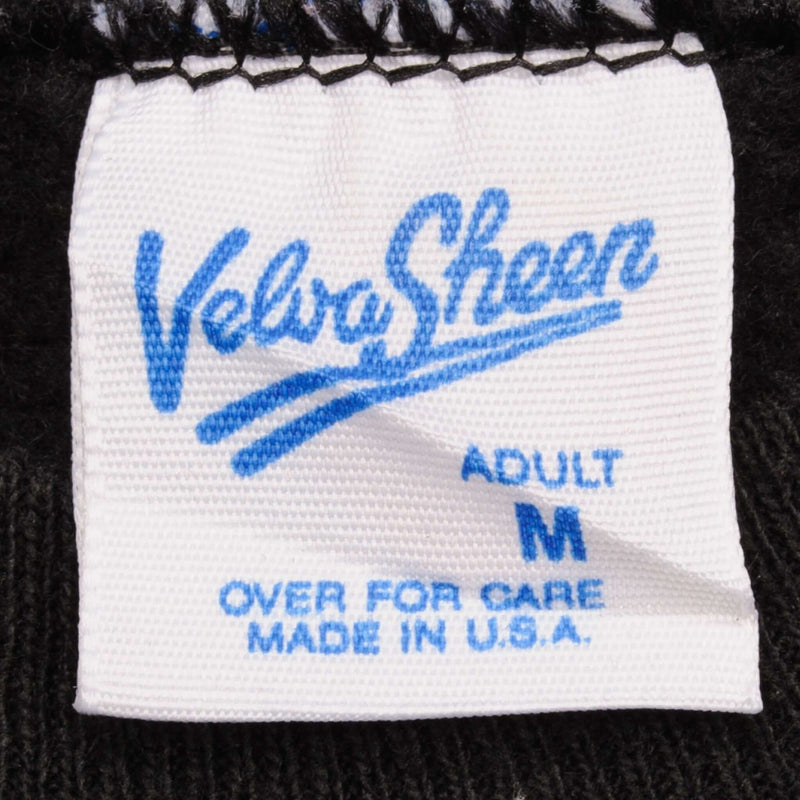 Velva Sheen
ADULT
M
OVER FOR CARE
MADE IN U.S.A.